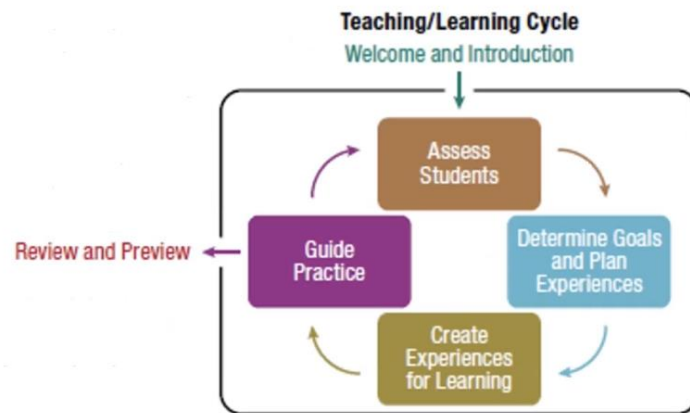 Teaching/Learning Cycle
Welcome and Introduction
Assess
Students
Determine Goals
and Plan
Experiences
Create
Experiences
for Learning
Guide
Practice
Review and Preview